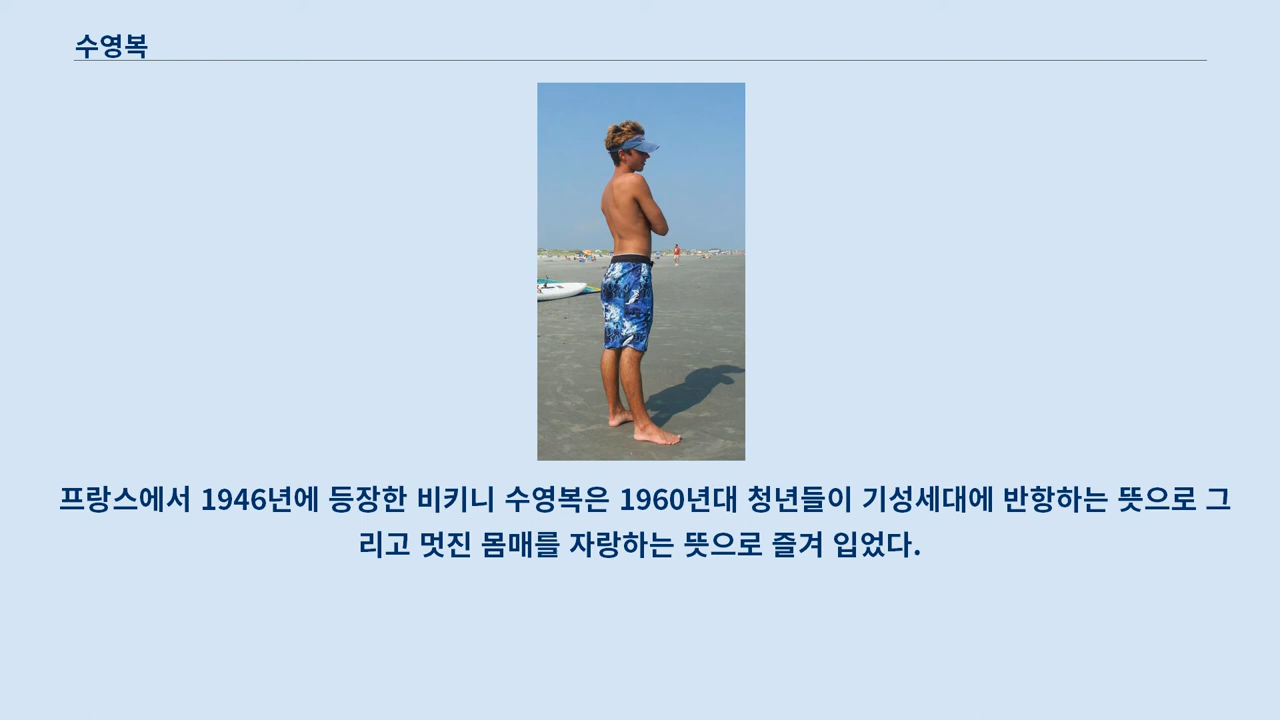 수영복
프랑스에서 1946년에 등장한 비키니 수영복은 1960년대 청년들이 기성세대에 반항하는 뜻으로 그
리고 멋진 몸매를 자랑하는 뜻으로 즐겨 입었다.